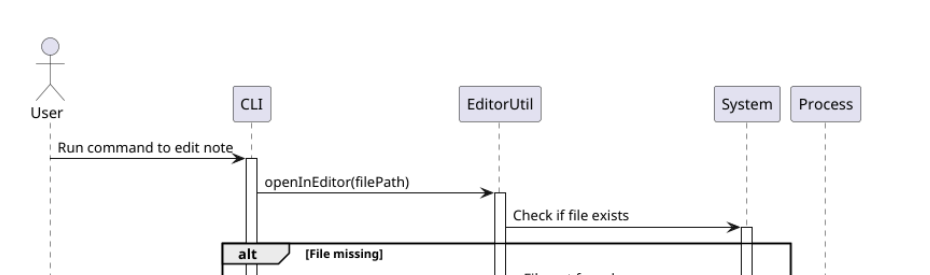 User
CLI
EditorUtil
System
Process
Run command to edit note
openInEditor(filePath)
Check if file exists
alt
[File missing]